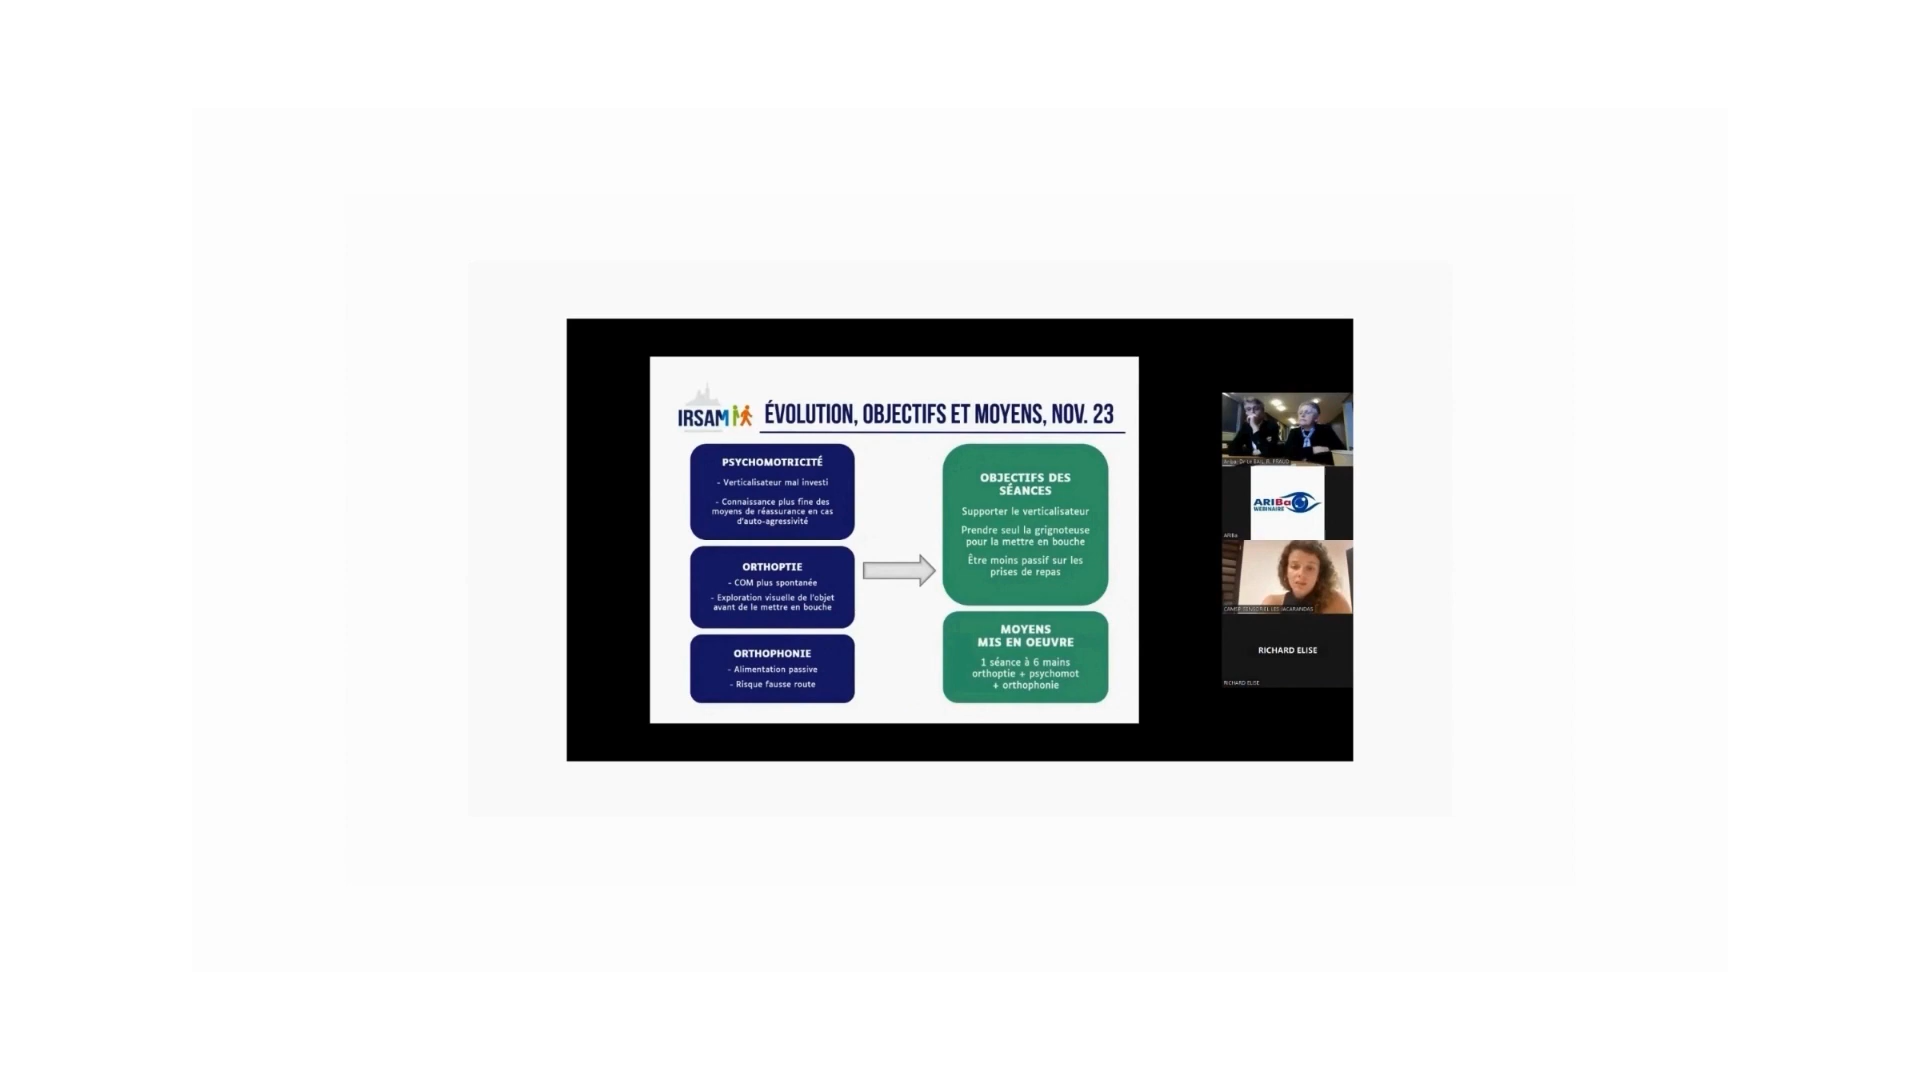 IRSAM
ÉVOLUTION, OBJECTIFS ET MOYENS, NOV. 23
PSYCHOMOTRICITÉ
- Verticalisateur mal investi
- Connaissance plus fine des
moyens de réassurance en cas
d'auto-agressivité
ORTHOPTIE
- COM plus spontanée
- Exploration visuelle de l'objet
avant de le mettre en bouche
ORTHOPHONIE
- Alimentation passive
- Risque fausse route
OBJECTIFS DES
SÉANCES
Supporter le verticalisateur
Prendre seul la grignoteuse
pour la mettre en bouche
Être moins passif sur les
prises de repas
MOYENS
MIS EN OEUVRE
1 séance à 6 mains
orthoptie + psychomot
+ orthophonie
ARIBa
WEBINAIRE
ARIBa
JACARANDAS
RICHARD ELISE
RICHARD ELISE